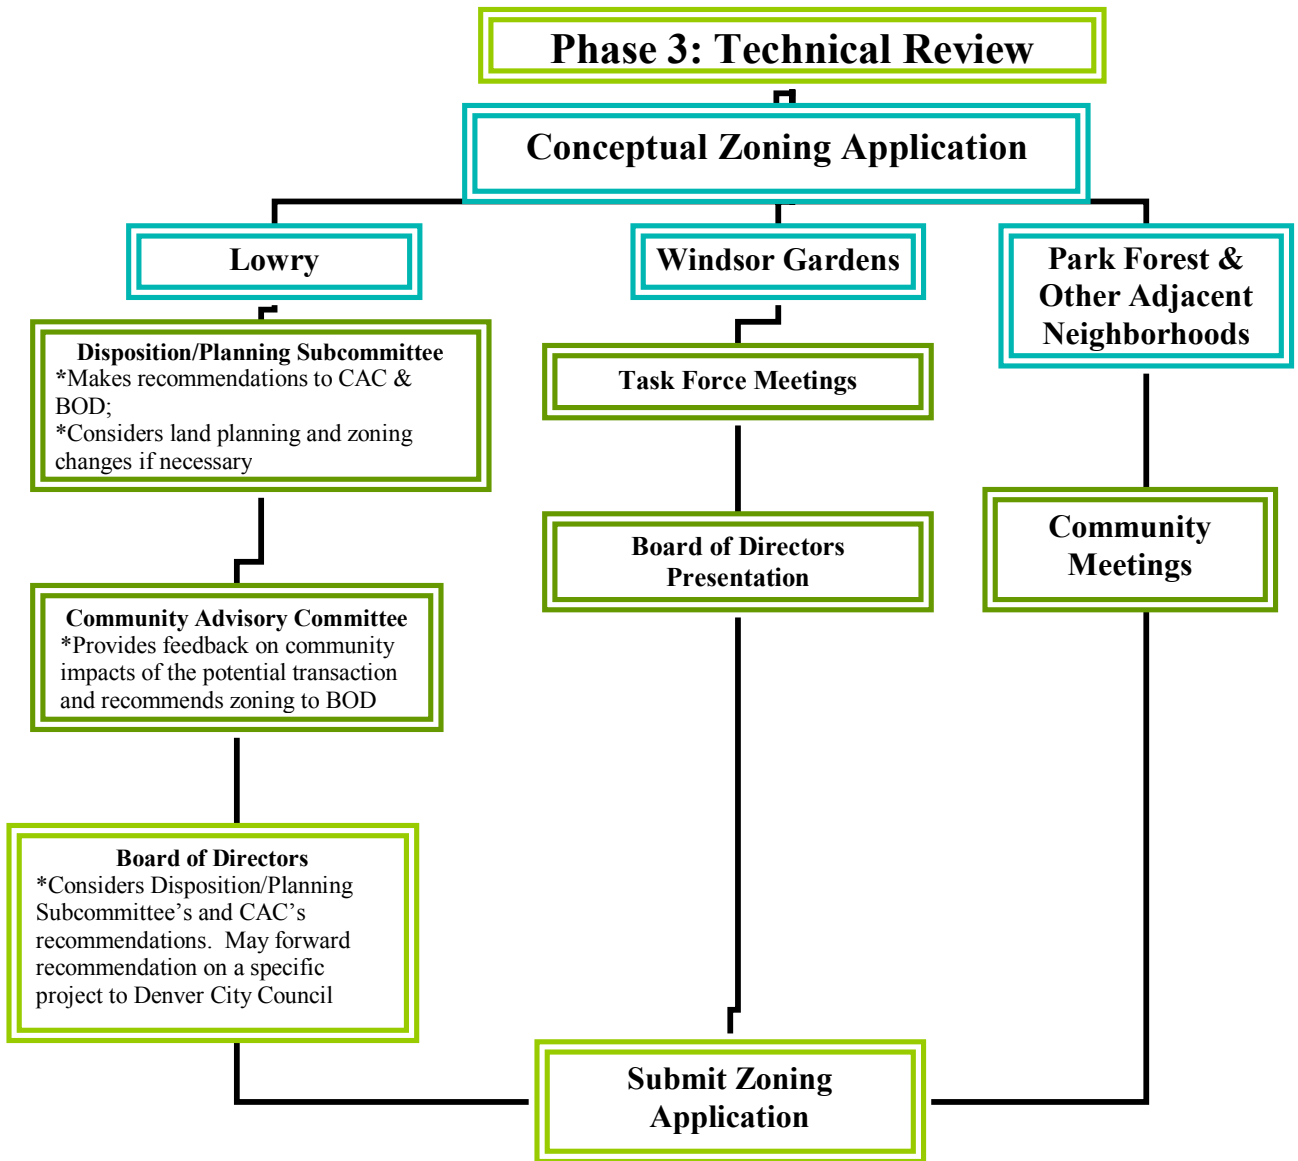 Phase 3: Technical Review
Conceptual Zoning Application
Lowry
Windsor Gardens
Park Forest &
Other Adjacent
Neighborhoods
Disposition/Planning Subcommittee
*Makes recommendations to CAC &
BOD;
*Considers land planning and zoning
changes if necessary
Task Force Meetings
Board of Directors
Presentation
Community
Meetings
Community Advisory Committee
*Provides feedback on community
impacts of the potential transaction
and recommends zoning to BOD
Board of Directors
*Considers Disposition/Planning
Subcommittee’s and CAC’s
recommendations.  May forward
recommendation on a specific
project to Denver City Council
Submit Zoning
Application